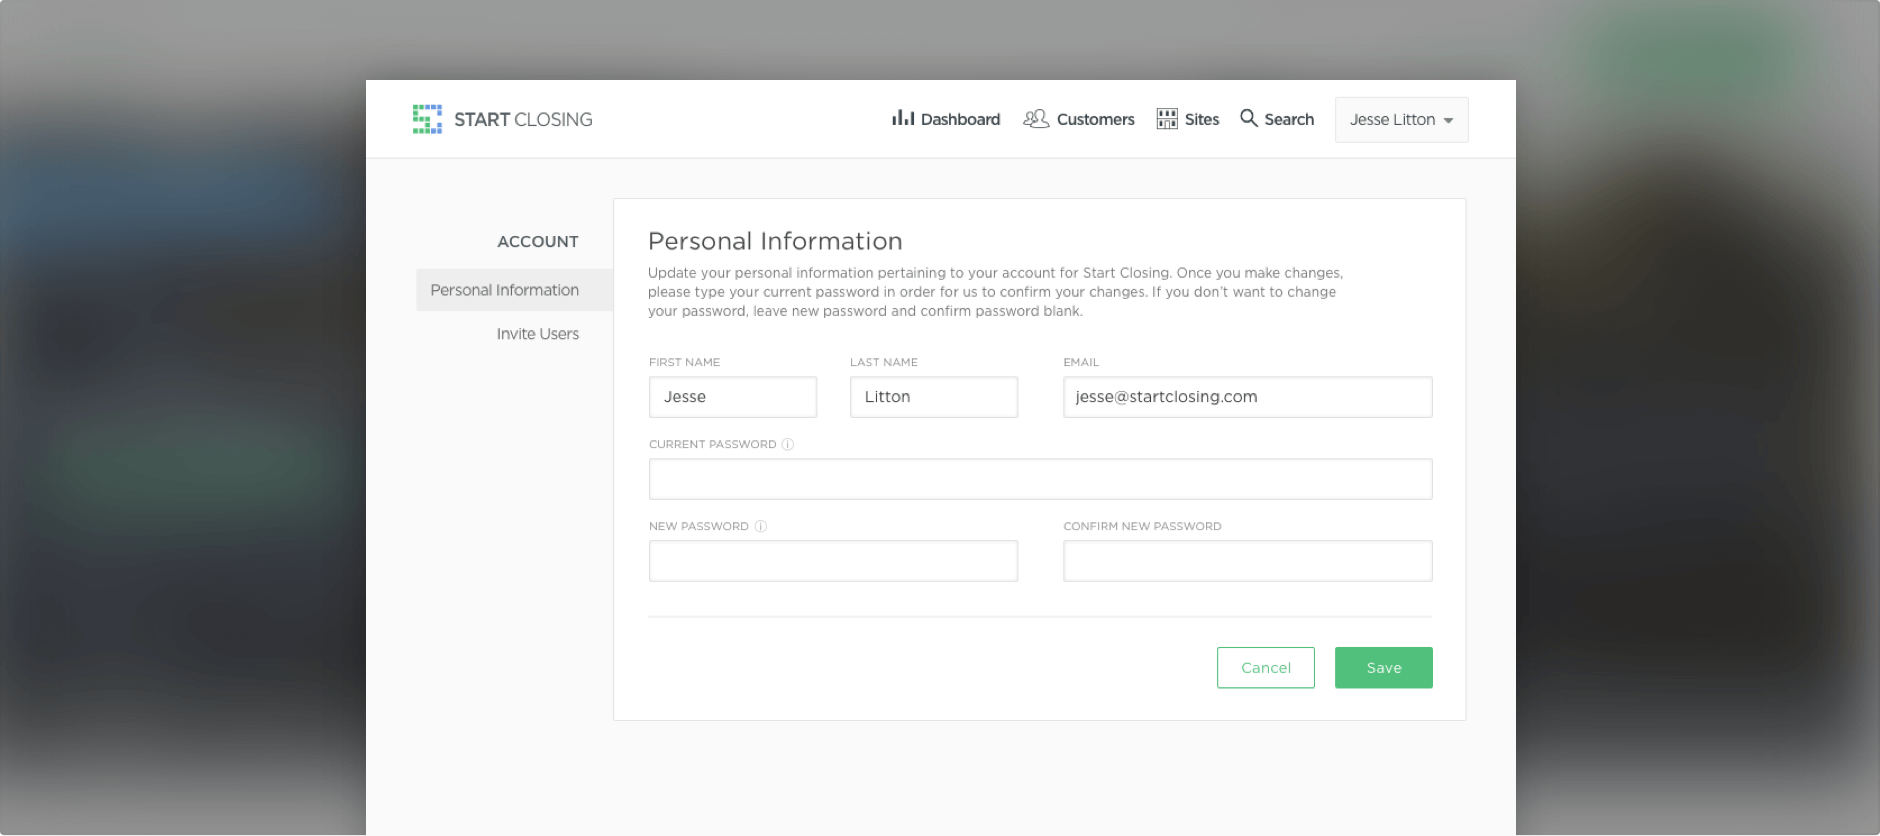 START CLOSING
Dashboard
Customers
Sites
Search
Jesse Litton
ACCOUNT
Personal Information
Invite Users
Personal Information
Update your personal information pertaining to your account for Start Closing. Once you make changes,
please type your current password in order for us to confirm your changes. If you don’t want to change
your password, leave new password and confirm password blank.
FIRST NAME
LAST NAME
EMAIL
Jesse
Litton
jesse@startclosing.com
CURRENT PASSWORD
NEW PASSWORD
CONFIRM NEW PASSWORD
Cancel
Save